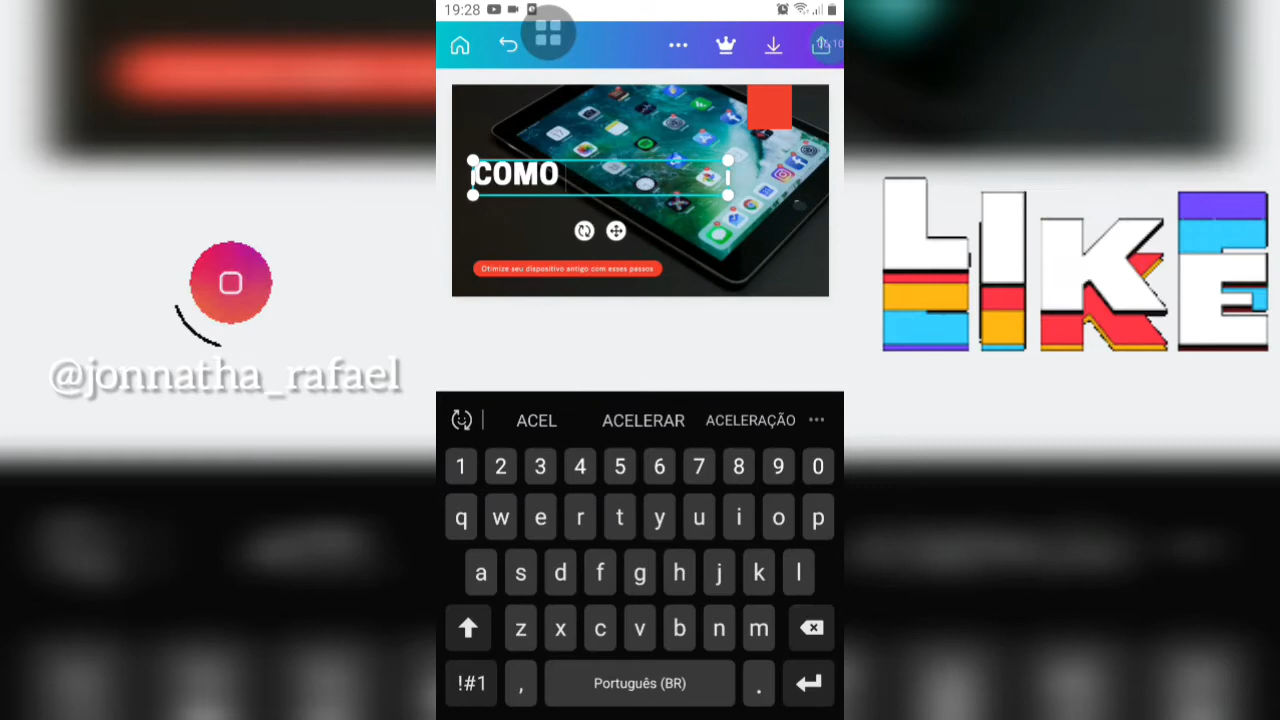 19:28
COMO
Otimize seu dispositivo antigo com esses passos
@jonnatha_rafael
LIKE
ACEL ACELERAR ACELERAÇÃO
1 2 3 4 5 6 7 8 9 0
q w e r t y u i o p
a s d f g h j k l
z x c v b n m
!#1 , Português (BR) .